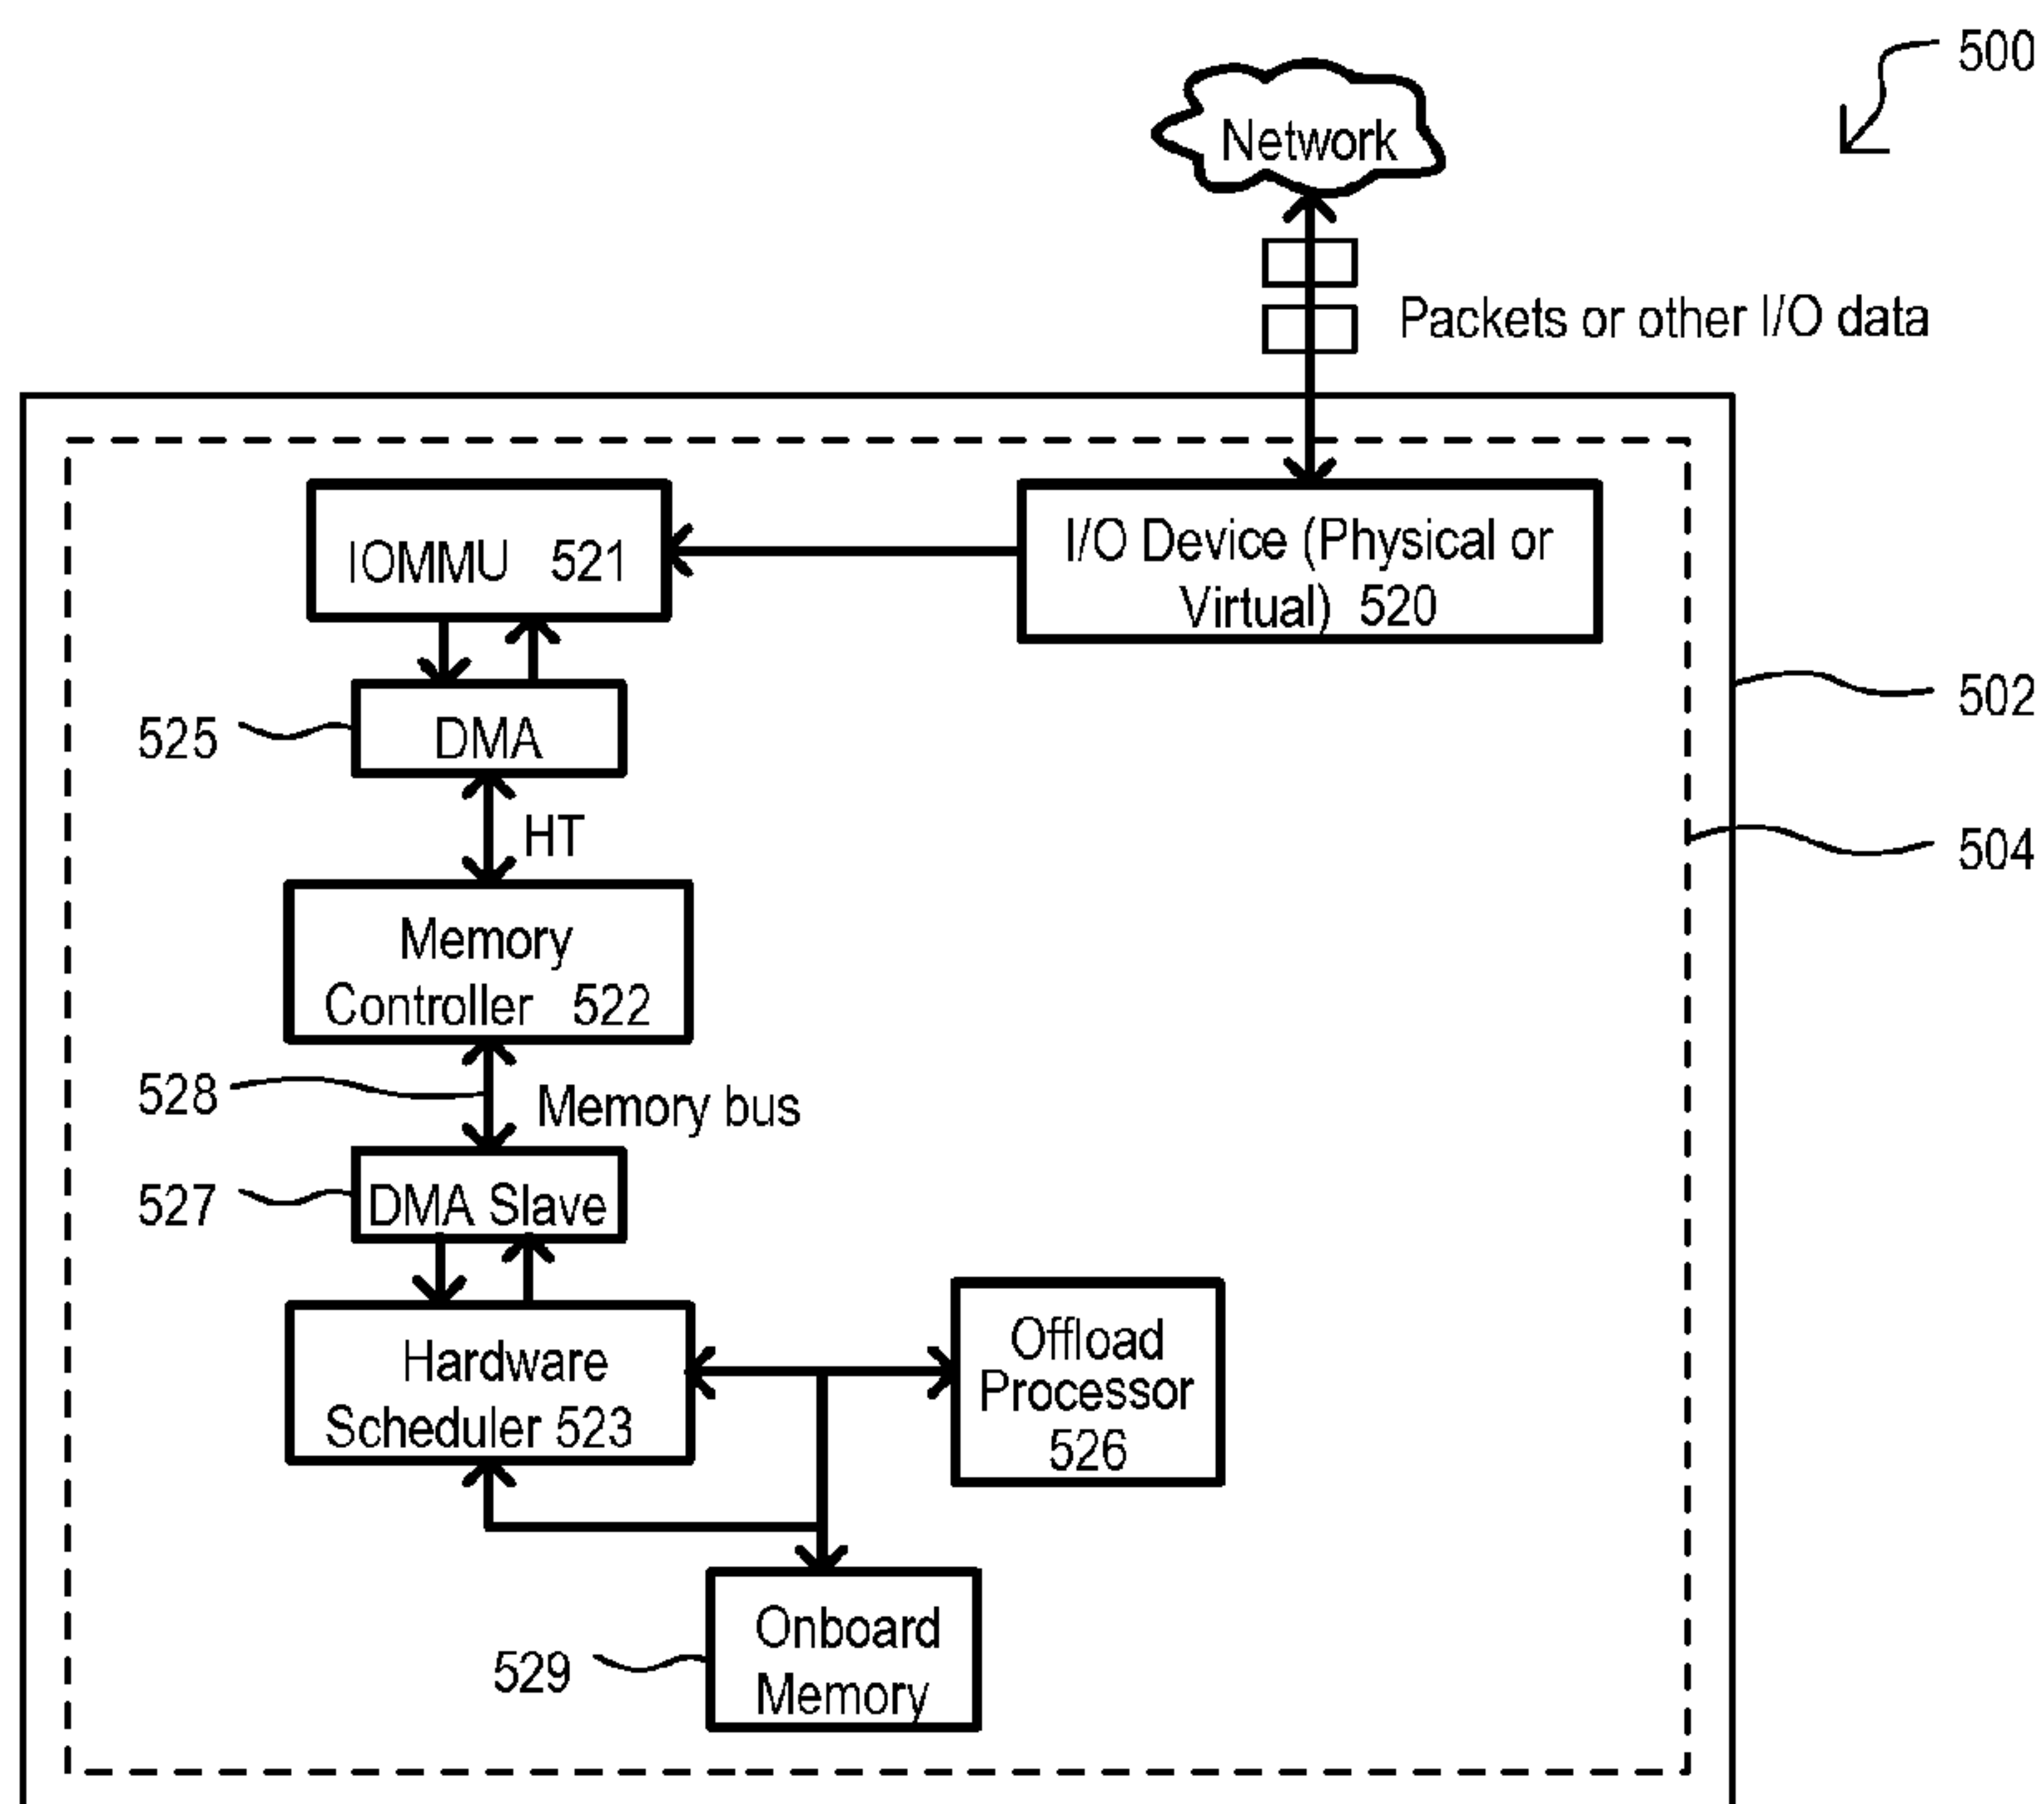 500
Network
Packets or other I/O data
IOMMU 521
I/O Device (Physical or
Virtual) 520
502
525
DMA
HT
504
Memory
Controller 522
528
Memory bus
527
DMA Slave
Hardware
Scheduler 523
Offload
Processor
526
Onboard
Memory
529